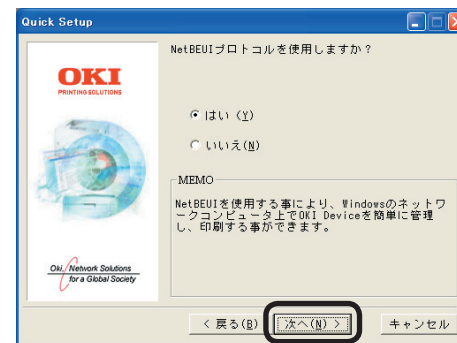 Quick Setup
NetBEUIプロトコルを使用しますか？
OKI
PRINTING SOLUTIONS
はい (Y)
いいえ(N)
MEMO
NetBEUIを使用する事により、Windowsのネットワ
ークコンピュータ上でOKI Deviceを簡単に管理
し、印刷する事ができます。
Oki, Network Solutions
for a Global Society
< 戻る(B)
次へ(N) >
キャンセル